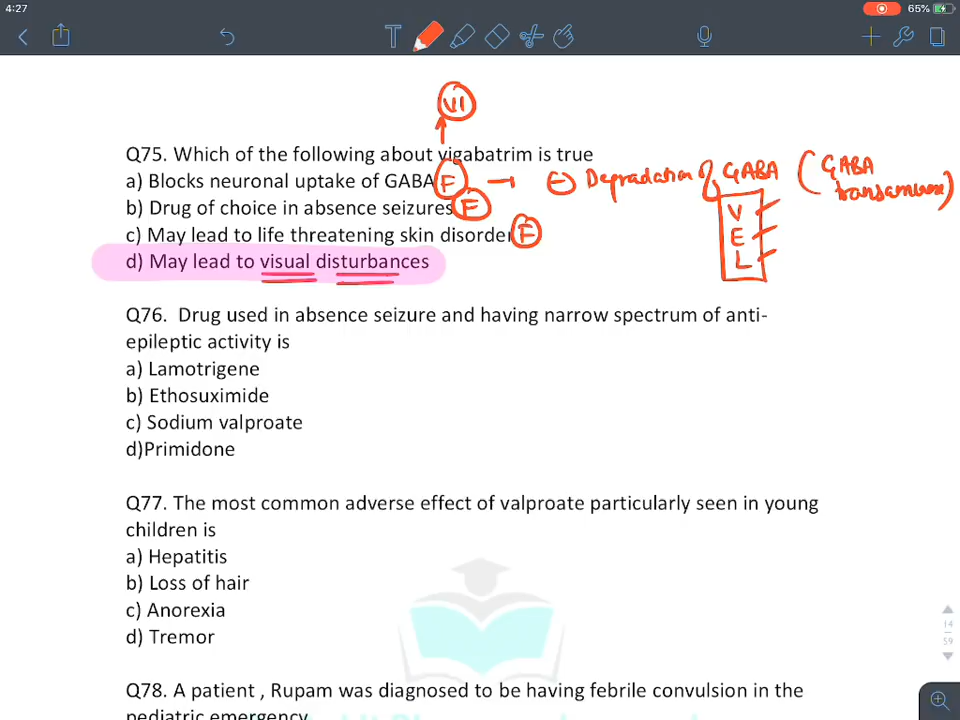 4:27
65%
T
VI
Q75. Which of the following about vigabatrim is true
a) Blocks neuronal uptake of GABA F → ⊖ Degradation of GABA (GABA transaminase)
b) Drug of choice in absence seizures F
V
c) May lead to life threatening skin disorder F
E
d) May lead to visual disturbances
L
Q76. Drug used in absence seizure and having narrow spectrum of anti-
epileptic activity is
a) Lamotrigene
b) Ethosuximide
c) Sodium valproate
d)Primidone
Q77. The most common adverse effect of valproate particularly seen in young
children is
a) Hepatitis
b) Loss of hair
c) Anorexia
d) Tremor
14
59
Q78. A patient , Rupam was diagnosed to be having febrile convulsion in the
pediatric emergency